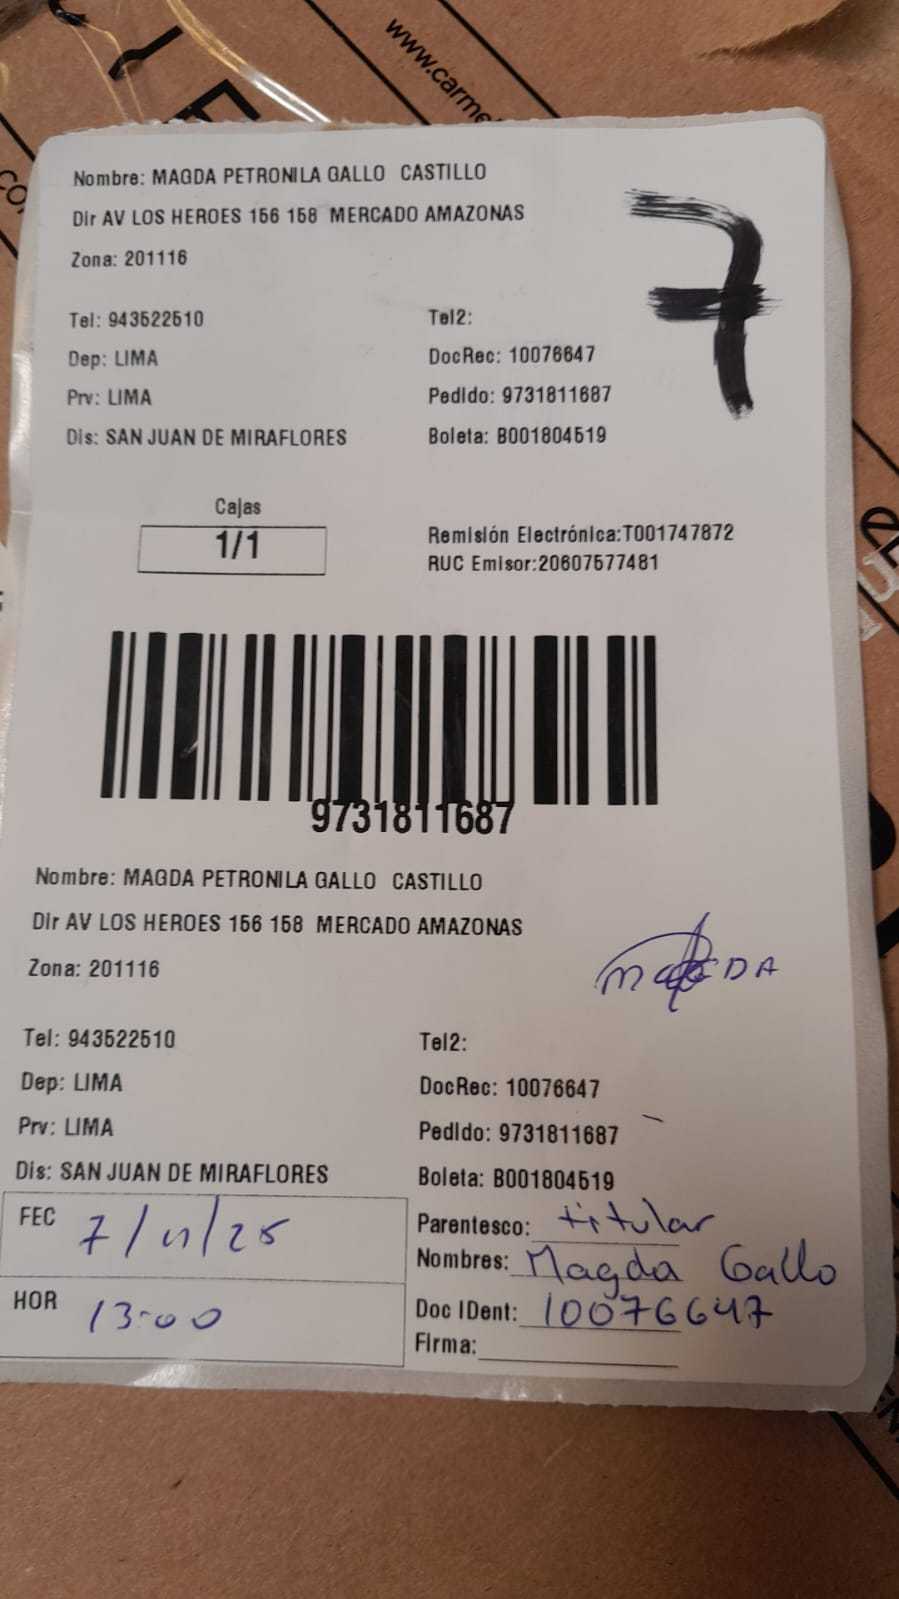 www.carme
Nombre: MAGDA PETRONILA GALLO CASTILLO
Dir AV LOS HEROES 156 158 MERCADO AMAZONAS
7
Zona: 201116
Tel: 943522510
Tel2:
Dep: LIMA
DocRec: 10076647
Prv: LIMA
Pedido: 9731811687
Dis: SAN JUAN DE MIRAFLORES
Boleta: B001804519
Cajas
1/1
Remisión Electrónica:T001747872
RUC Emisor:20607577481
9731811687
Nombre: MAGDA PETRONILA GALLO CASTILLO
Dir AV LOS HEROES 156 158 MERCADO AMAZONAS
Zona: 201116
MAGDA
Tel: 943522510
Tel2:
Dep: LIMA
DocRec: 10076647
Prv: LIMA
Pedido: 9731811687
Dis: SAN JUAN DE MIRAFLORES
Boleta: B001804519
FEC 7/11/25
Parentesco: titular
Nombres: Magda Gallo
HOR 13:00
Doc IDent: 10076647
Firma: